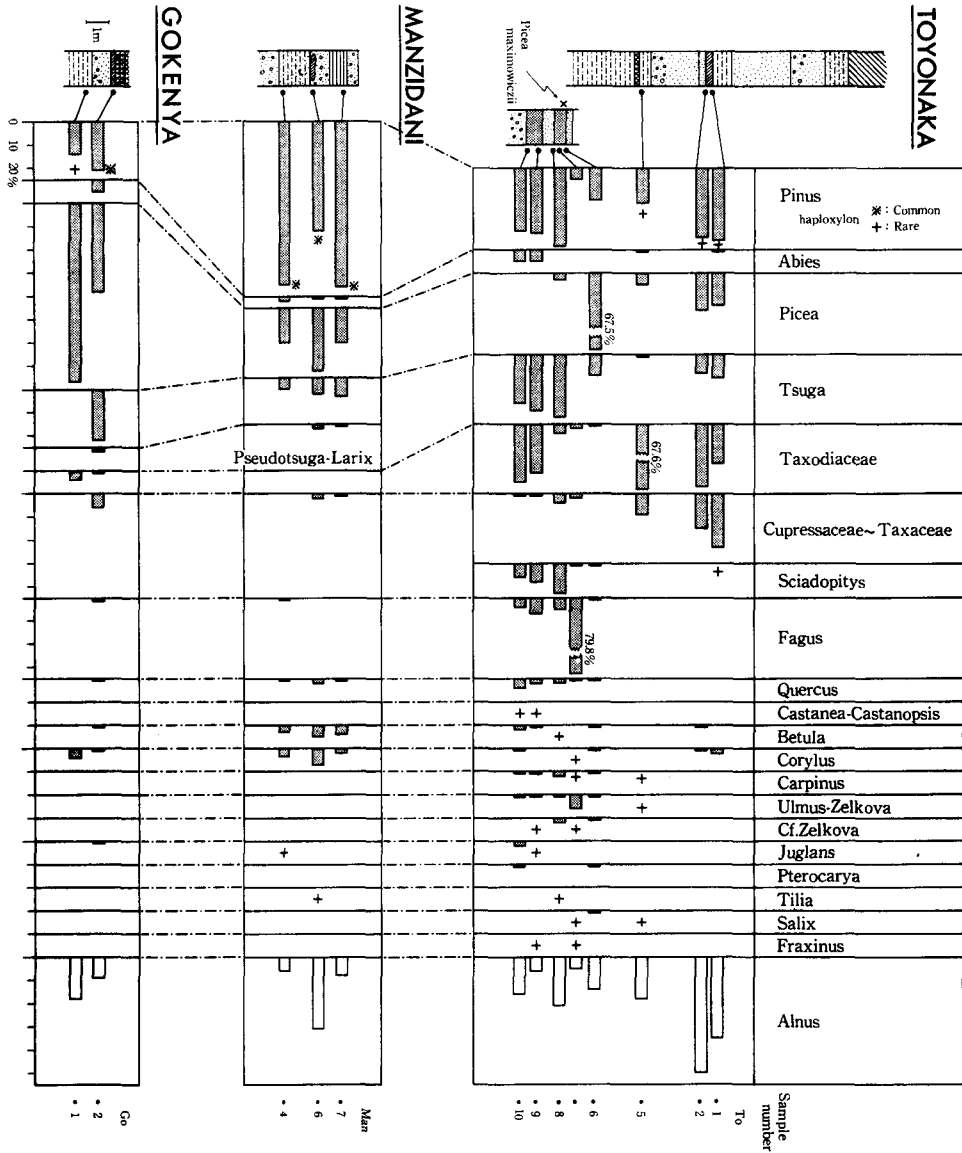 TOYONAKA
MANZIDANI
GOKENYA
Picea
maximowiczii
1m
0
10
20 %
Pinus
haploxylon
※ : Common
+ : Rare
Abies
Picea
67.5%
Tsuga
Taxodiaceae
67.6%
Pseudotsuga-Larix
Cupressaceae~Taxaceae
Sciadopitys
Fagus
79.8%
Quercus
Castanea-Castanopsis
Betula
Corylus
Carpinus
Ulmus-Zelkova
Cf.Zelkova
Juglans
Pterocarya
Tilia
Salix
Fraxinus
Alnus
Sample
number
To
1
2
5
6
8
9
10
Man
7
6
4
Go
2
1